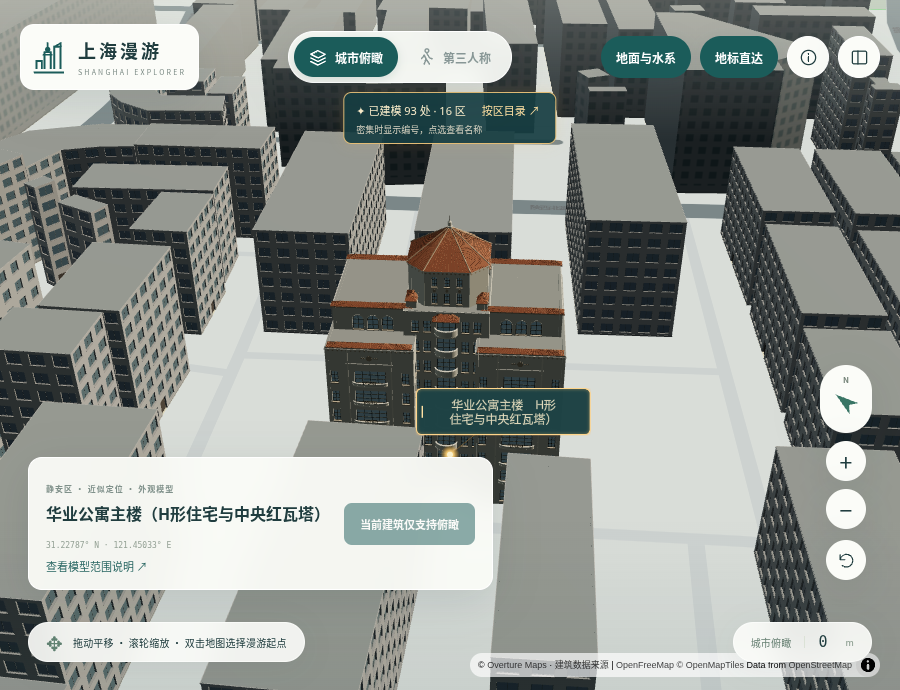 上海漫游
SHANGHAI EXPLORER
城市俯瞰
第三人称
地面与水系
地标直达
✦ 已建模 93 处 · 16 区 按区目录 ↗
密集时显示编号，点选查看名称
华业公寓主楼 H形
住宅与中央红瓦塔）
N
静安区 · 近似定位 · 外观模型
华业公寓主楼（H形住宅与中央红瓦塔）
当前建筑仅支持俯瞰
31.22787° N · 121.45033° E
查看模型范围说明 ↗
拖动平移 · 滚轮缩放 · 双击地图选择漫游起点
城市俯瞰 0 m
© Overture Maps · 建筑数据来源 | OpenFreeMap © OpenMapTiles Data from OpenStreetMap